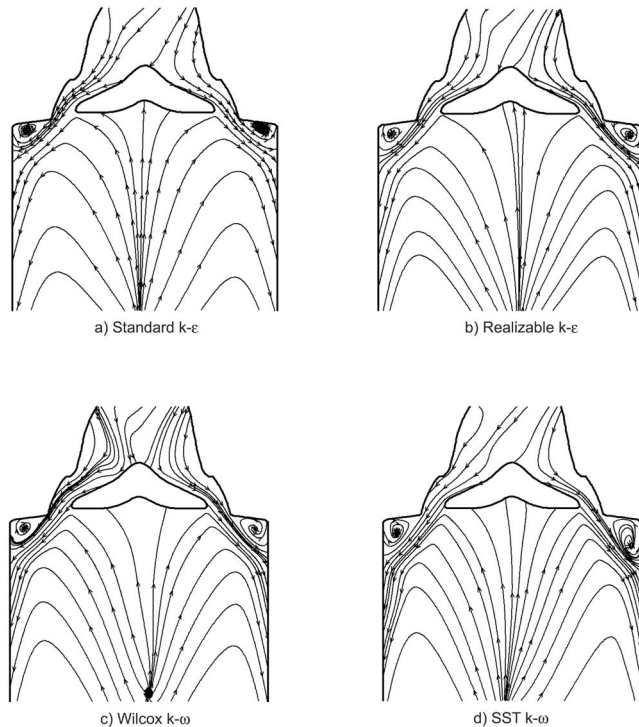 a) Standard k-ε
b) Realizable k-ε
c) Wilcox k-ω
d) SST k-ω